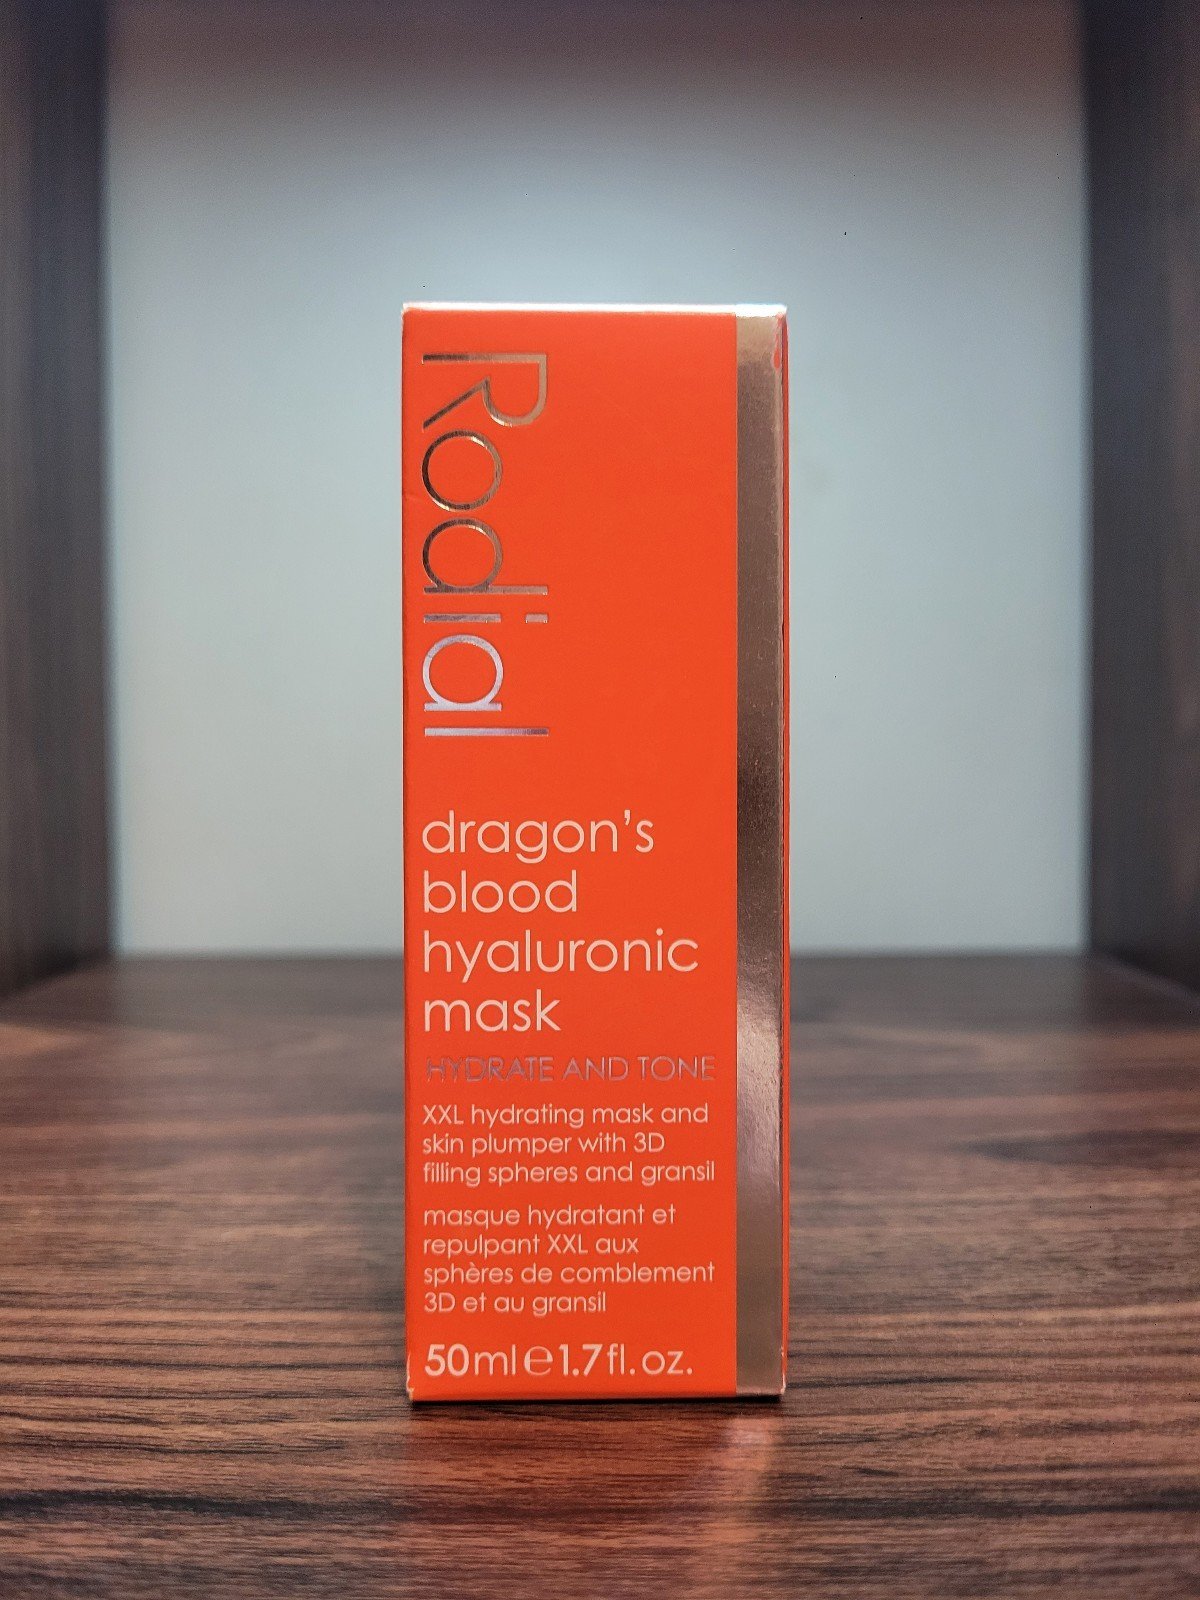 Rodial
dragon's
blood
hyaluronic
mask
HYDRATE AND TONE
XXL hydrating mask and
skin plumper with 3D
filling spheres and gransil
masque hydratant et
repulpant XXL aux
sphères de comblement
3D et au gransil
50ml℮1.7fl.oz.